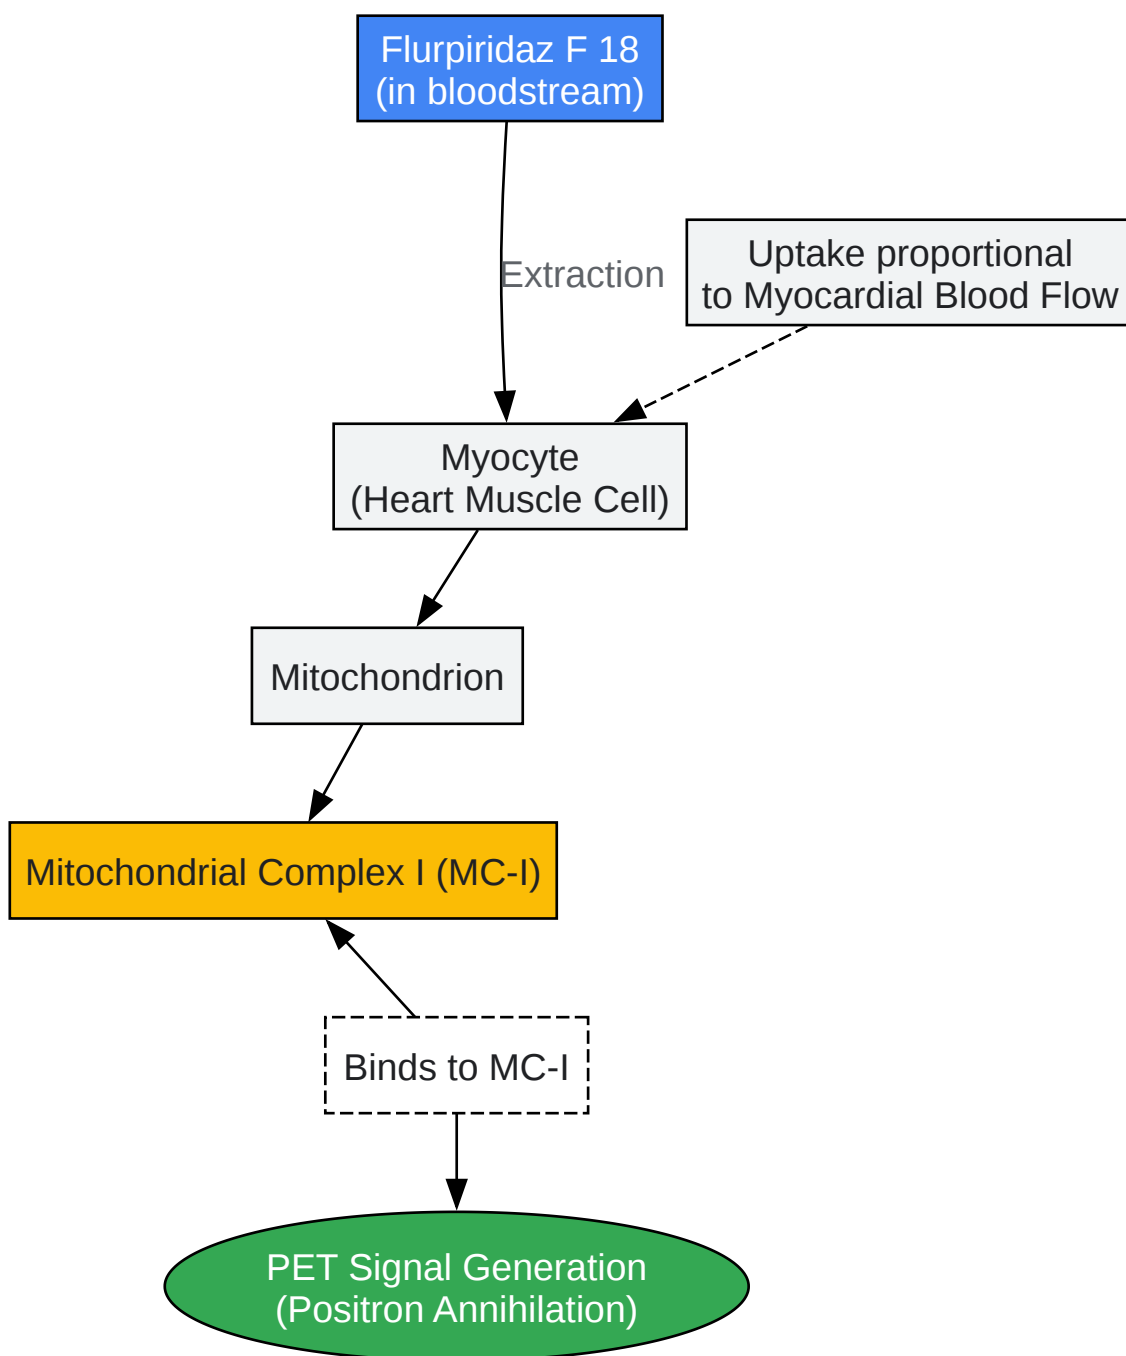 Flurpiridaz F 18
(in bloodstream)
Extraction
Uptake proportional
to Myocardial Blood Flow
Myocyte
(Heart Muscle Cell)
Mitochondrion
Mitochondrial Complex I (MC-I)
Binds to MC-I
PET Signal Generation
(Positron Annihilation)